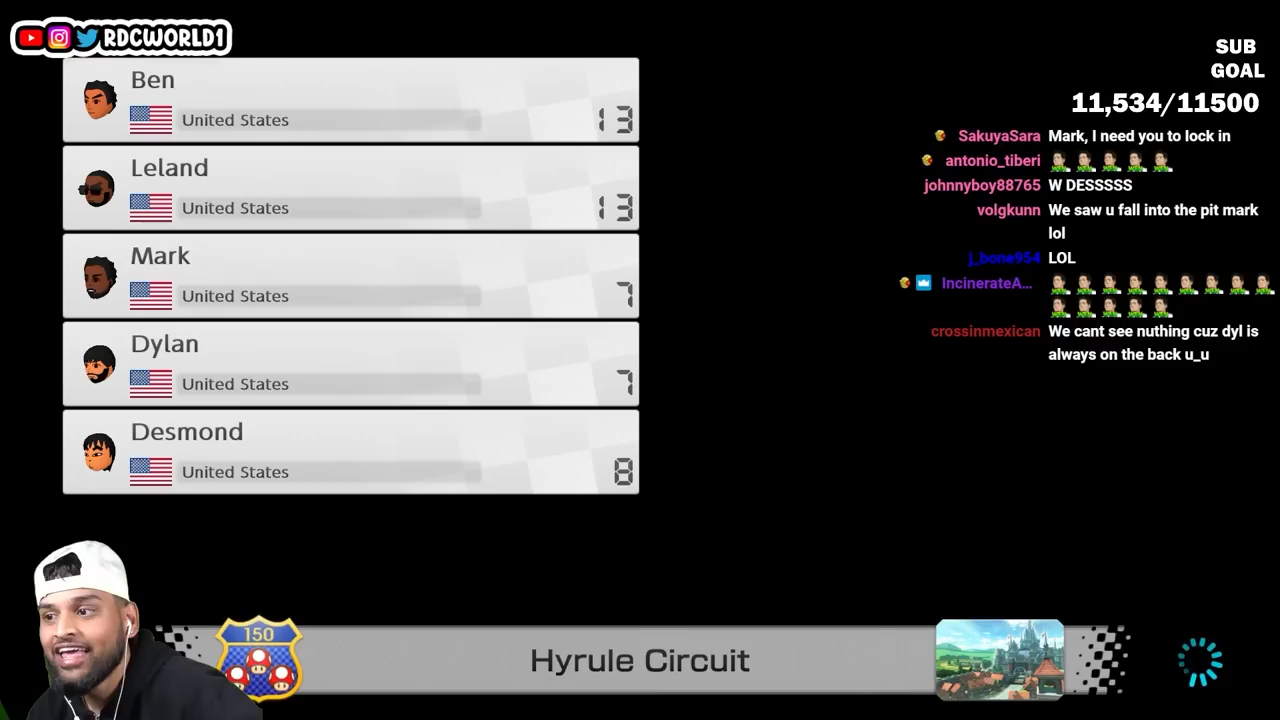 RDCWORLD1
Ben
United States
13
Leland
United States
13
Mark
United States
7
Dylan
United States
7
Desmond
United States
8
SUB
GOAL
11,534/11500
SakuyaSara Mark, I need you to lock in
antonio_tiberi
johnnyboy88765 W DESSSSS
volgkunn We saw u fall into the pit mark
lol
j_bone954 LOL
IncinerateA...
crossinmexican We cant see nuthing cuz dyl is
always on the back u_u
150
Hyrule Circuit